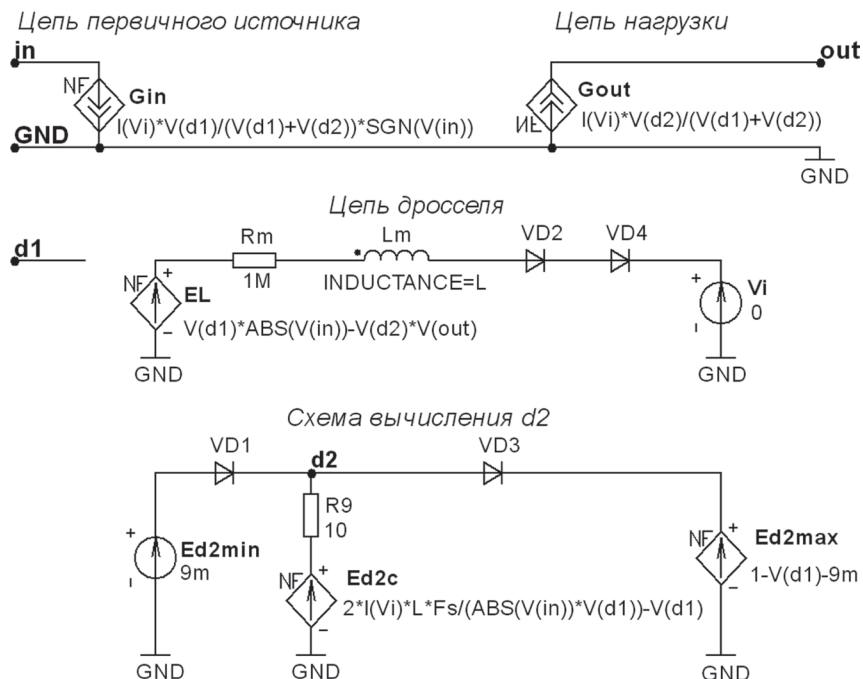 Цепь первичного источника
Цепь нагрузки
in
out
NF
Gin
Gout
I(Vi)*V(d1)/(V(d1)+V(d2))*SGN(V(in))
NF
I(Vi)*V(d2)/(V(d1)+V(d2))
GND
GND
Цепь дросселя
d1
Rm
Lm
VD2
VD4
1M
INDUCTANCE=L
NF
EL
Vi
0
V(d1)*ABS(V(in))-V(d2)*V(out)
GND
GND
Схема вычисления d2
VD1
d2
VD3
R9
10
Ed2min
9m
NF
Ed2c
2*I(Vi)*L*Fs/(ABS(V(in))*V(d1))-V(d1)
NF
Ed2max
1-V(d1)-9m
GND
GND
GND